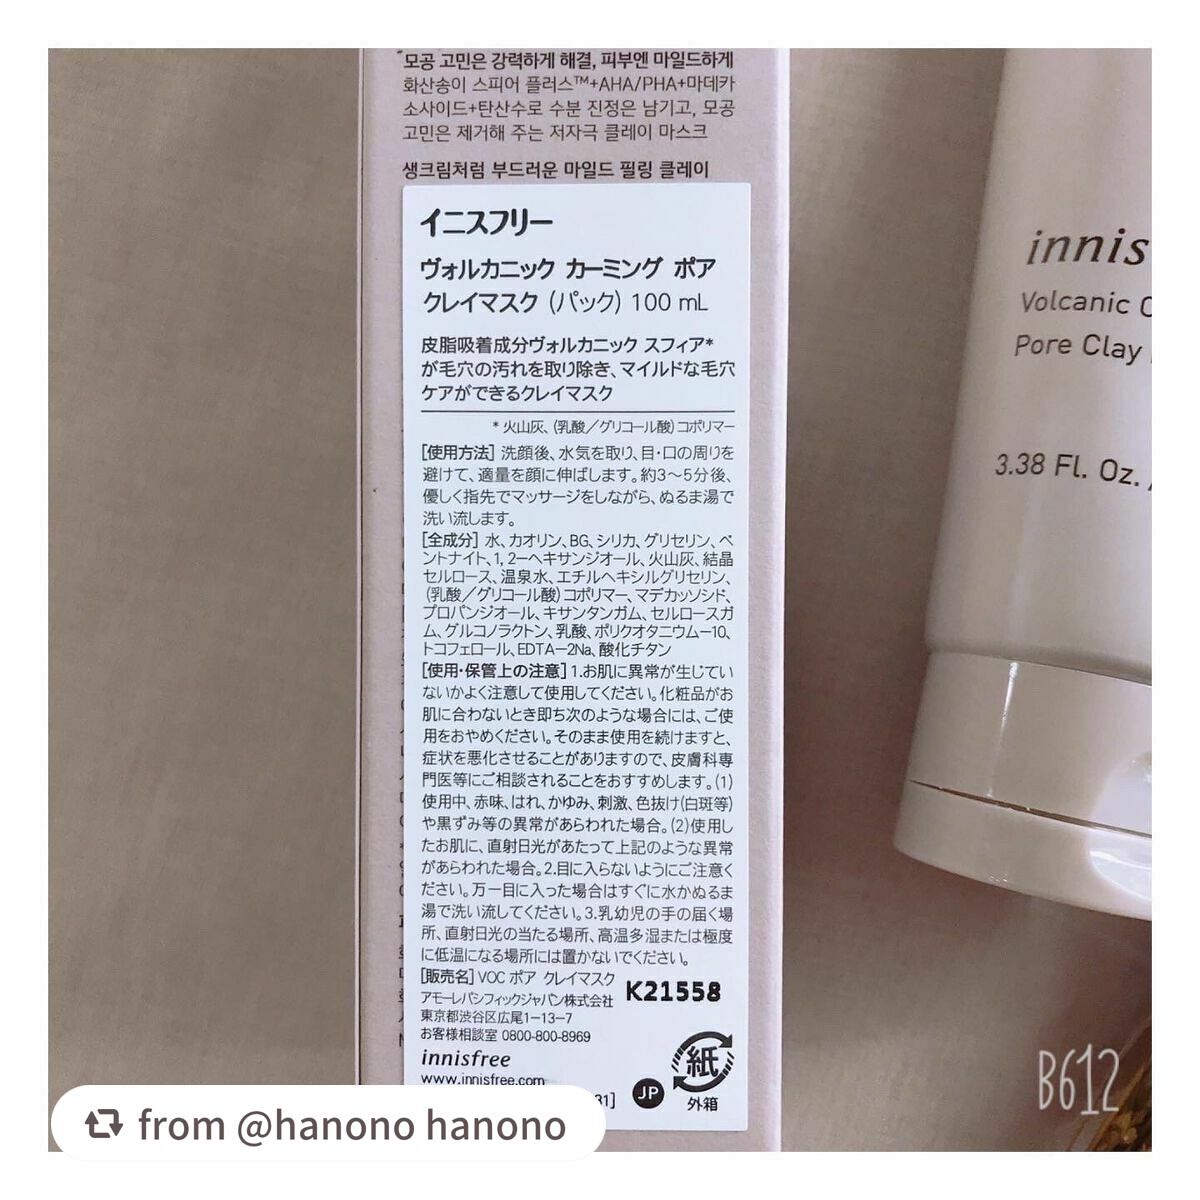 "모공 고민은 강력하게 해결, 피부엔 마일드하게
화산송이 스피어 플러스™+AHA/PHA+마데카
소사이드+탄산수로 수분 진정은 남기고, 모공
고민은 제거해 주는 저자극 클레이 마스크
생크림처럼 부드러운 마일드 필링 클레이
イニスフリー
ヴォルカニック カーミング ポア
クレイマスク (パック) 100 mL
皮脂吸着成分ヴォルカニック スフィア*
が毛穴の汚れを取り除き、マイルドな毛穴
ケアができるクレイマスク
* 火山灰、(乳酸／グリコール酸) コポリマー
[使用方法] 洗顔後、水気を取り、目・口の周りを
避けて、適量を顔に伸ばします。約3～5分後、
優しく指先でマッサージをしながら、ぬるま湯で
洗い流します。
[全成分] 水、カオリン、BG、シリカ、グリセリン、ベ
ントナイト、1, 2ーヘキサンジオール、火山灰、結晶
セルロース、温泉水、エチルヘキシルグリセリン、
(乳酸／グリコール酸) コポリマー、マデカッソシド、
プロパンジオール、キサンタンガム、セルロースガ
ム、グルコノラクトン、乳酸、ポリクオタニウムー10、
トコフェロール、EDTAー2Na、酸化チタン
[使用・保管上の注意] 1.お肌に異常が生じてい
ないかよく注意して使用してください。化粧品がお
肌に合わないとき即ち次のような場合には、ご使
用をおやめください。そのまま使用を続けますと、
症状を悪化させることがありますので、皮膚科専
門医等にご相談されることをおすすめします。(1)
使用中、赤味、はれ、かゆみ、刺激、色抜け(白斑等)
や黒ずみ等の異常があらわれた場合。(2)使用し
たお肌に、直射日光があたって上記のような異常
があらわれた場合。2.目に入らないようにご注意く
ださい。万一目に入った場合はすぐに水かぬるま
湯で洗い流してください。3.乳幼児の手の届く場
所、直射日光の当たる場所、高温多湿または極度
に低温になる場所には置かないでください。
[販売名] VOC ポア クレイマスク
アモーレパシフィックジャパン株式会社
K21558
東京都渋谷区広尾1ー13ー7
お客様相談室 0800-800-8969
innisfree
www.innisfree.com
31]
JP
紙
外箱
innis
Volcanic C
Pore Clay
3.38 Fl. Oz. /
B612
from @hanono hanono